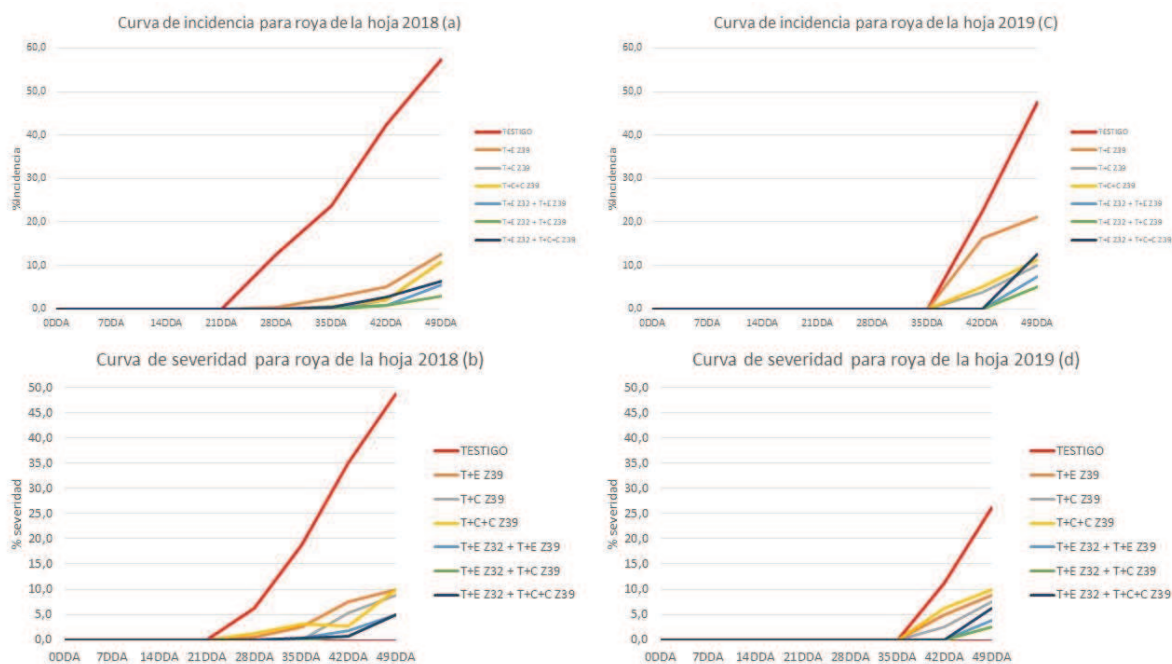 Curva de incidencia para roya de la hoja 2018 (a)
60,0
50,0
40,0
30,0
20,0
10,0
0,0
%Incidencia
0DDA 7DDA 14DDA 21DDA 28DDA 35DDA 42DDA 49DDA
TESTIGO
T+E Z39
T+C Z39
T+C+C Z39
T+E Z32 + T+E Z39
T+E Z32 + T+C Z39
T+E Z32 + T+C+C Z39
Curva de incidencia para roya de la hoja 2019 (C)
60,0
50,0
40,0
30,0
20,0
10,0
0,0
%Incidencia
0DDA 7DDA 14DDA 21DDA 28DDA 35DDA 42DDA 49DDA
TESTIGO
T+E Z39
T+C Z39
T+C+C Z39
T+E Z32 + T+E Z39
T+E Z32 + T+C Z39
T+E Z32 + T+C+C Z39
Curva de severidad para roya de la hoja 2018 (b)
50,0
45,0
40,0
35,0
30,0
25,0
20,0
15,0
10,0
5,0
0,0
% severidad
0DDA 7DDA 14DDA 21DDA 28DDA 35DDA 42DDA 49DDA
TESTIGO
T+E Z39
T+C Z39
T+C+C Z39
T+E Z32 + T+E Z39
T+E Z32 + T+C Z39
T+E Z32 + T+C+C Z39
Curva de severidad para roya de la hoja 2019 (d)
50,0
45,0
40,0
35,0
30,0
25,0
20,0
15,0
10,0
5,0
0,0
% severidad
0DDA 7DDA 14DDA 21DDA 28DDA 35DDA 42DDA 49DDA
TESTIGO
T+E Z39
T+C Z39
T+C+C Z39
T+E Z32 + T+E Z39
T+E Z32 + T+C Z39
T+E Z32 + T+C+C Z39